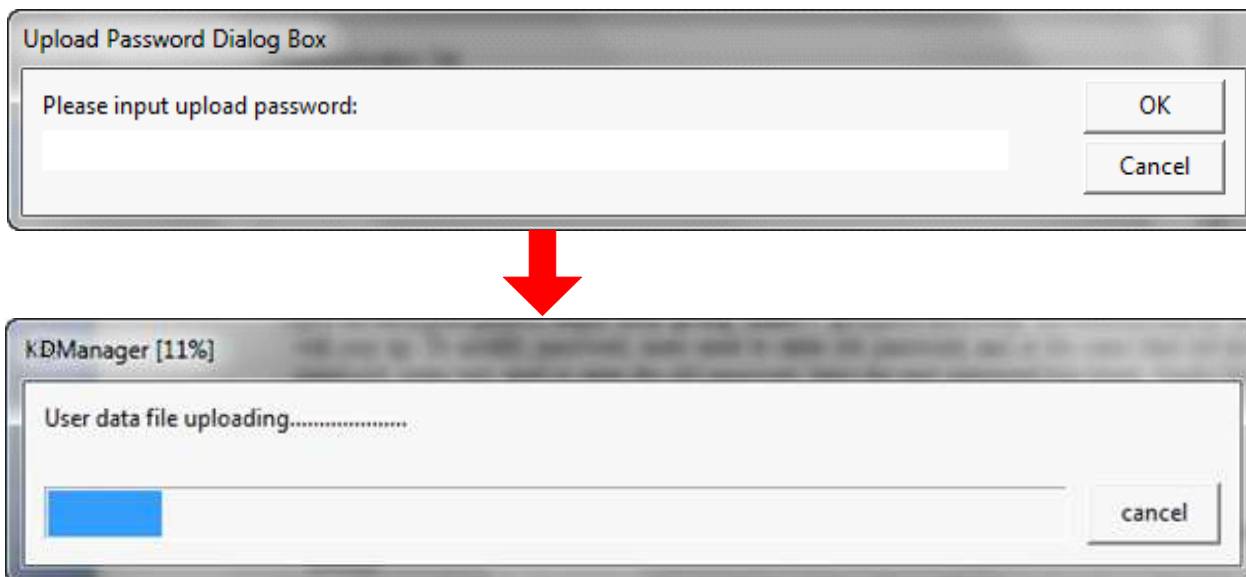 Upload Password Dialog Box
Please input upload password:
OK
Cancel
KDManager [11%]
User data file uploading.....................
cancel